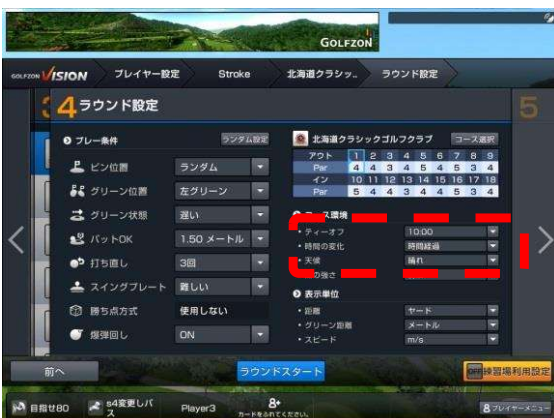 GOLFZON
GOLFZON VISION プレイヤー設定 Stroke 北海道クラシッ.. ラウンド設定
3 4 ラウンド設定 5
プレー条件 ランダム設定
ピン位置 ランダム
グリーン位置 左グリーン
グリーン状態 遅い
パットOK 1.50 メートル
打ち直し 3回
スイングプレート 難しい
勝ち点方式 使用しない
爆弾回し ON
北海道クラシックゴルフクラブ コース選択
アウト 1 2 3 4 5 6 7 8 9
Par 4 4 3 4 5 4 5 3 4
イン 10 11 12 13 14 15 16 17 18
Par 5 4 4 3 4 4 5 3 4
コース環境
・ティーオフ 10:00
・時間の変化 時間経過
・天候 晴れ
の強さ
表示単位
・距離 ヤード
・グリーン距離 メートル
・スピード m/s
前へ ラウンドスタート OFF 練習場利用設定
目指せ80 s4変更しパス Player3 8+ カードをふれてください。 8 プレイヤーメニュー